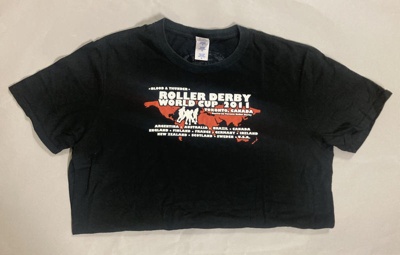 • BLOOD & THUNDER •
ROLLER DERBY
WORLD CUP 2011
TORONTO, CANADA
ARGENTINA • AUSTRALIA • BRAZIL • CANADA
ENGLAND • FINLAND • FRANCE • GERMANY • IRELAND
NEW ZEALAND • SCOTLAND • SWEDEN • U.S.A.